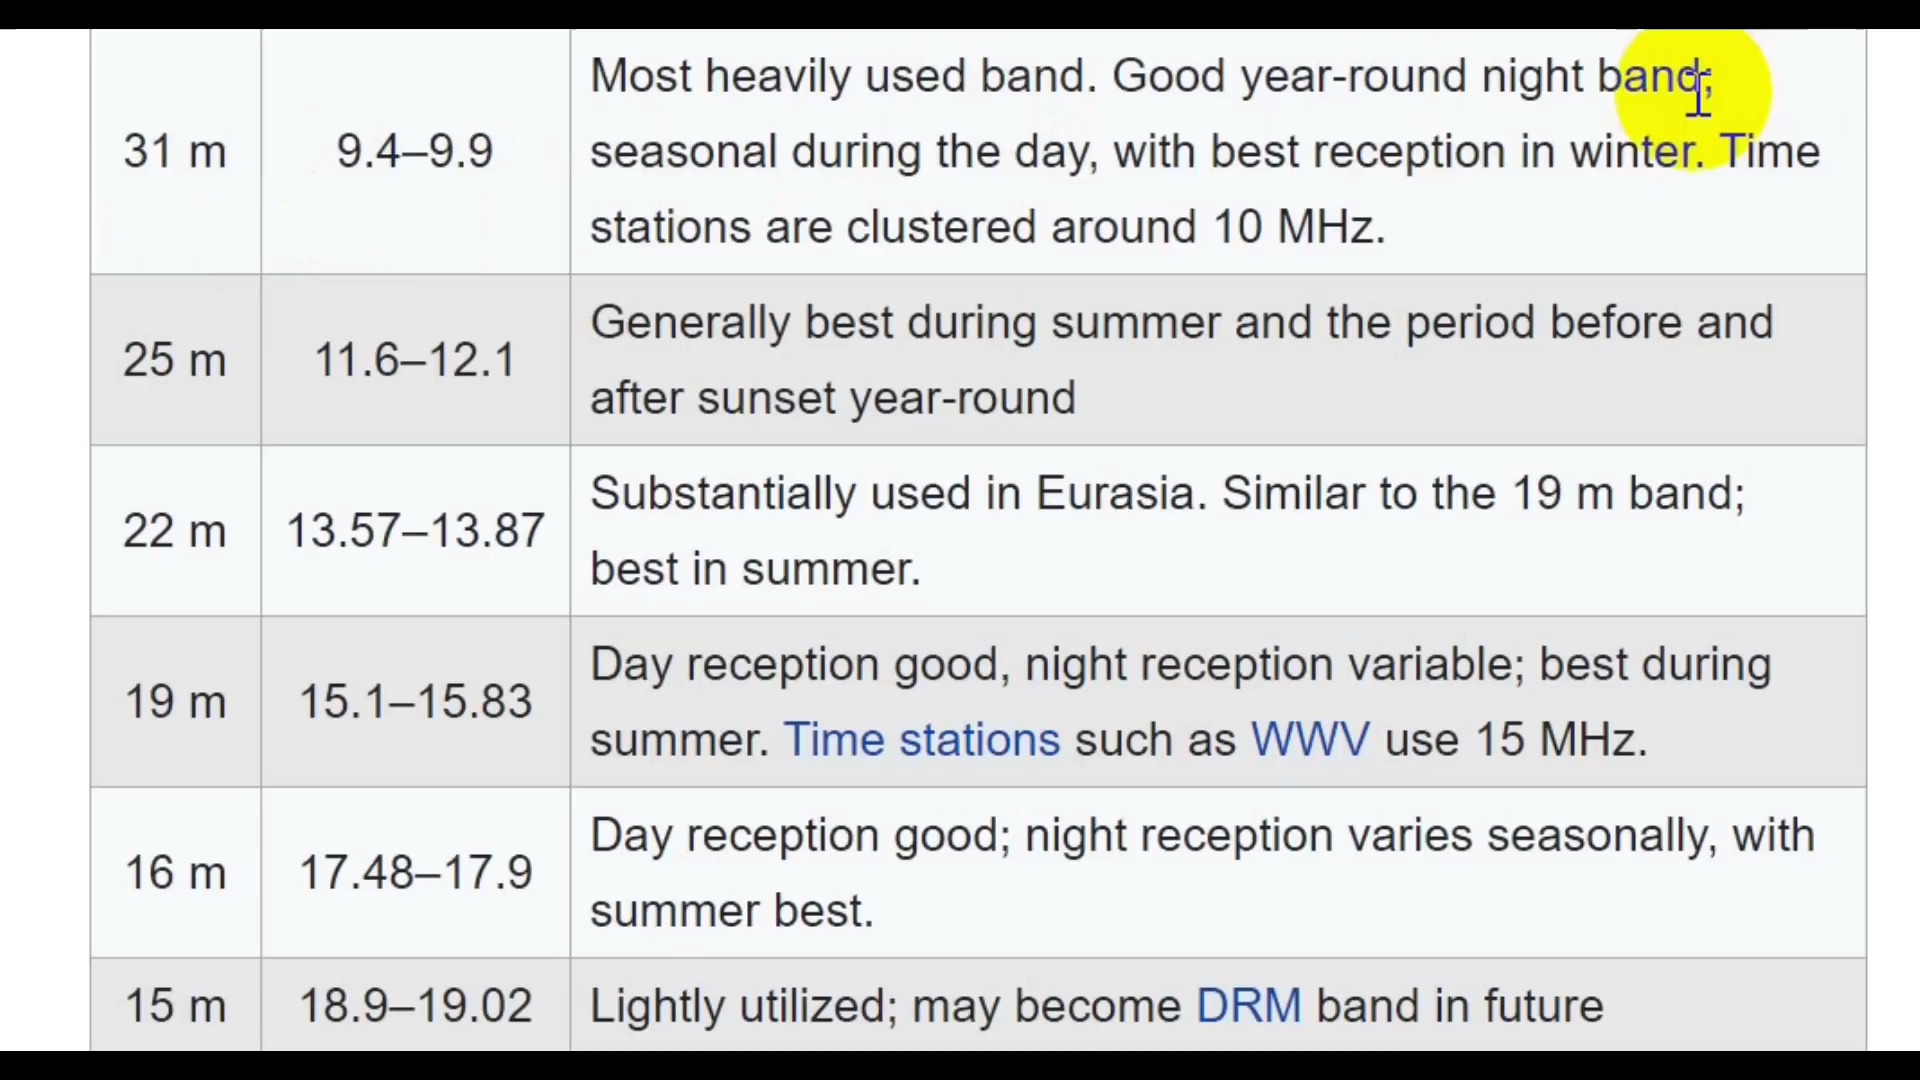 Most heavily used band. Good year-round night band;
31 m 9.4–9.9 seasonal during the day, with best reception in winter. Time
stations are clustered around 10 MHz.
Generally best during summer and the period before and
25 m 11.6–12.1
after sunset year-round
Substantially used in Eurasia. Similar to the 19 m band;
22 m 13.57–13.87
best in summer.
Day reception good, night reception variable; best during
19 m 15.1–15.83
summer. Time stations such as WWV use 15 MHz.
Day reception good; night reception varies seasonally, with
16 m 17.48–17.9
summer best.
15 m 18.9–19.02 Lightly utilized; may become DRM band in future